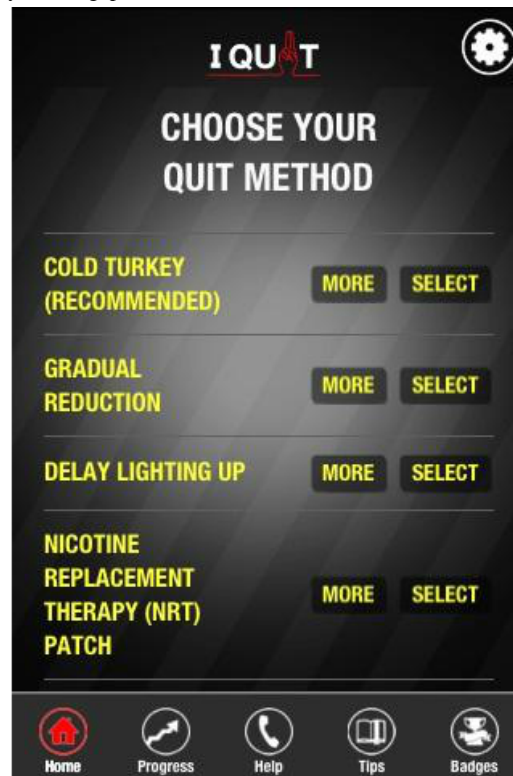 I QUIT
CHOOSE YOUR
QUIT METHOD
COLD TURKEY
(RECOMMENDED)
MORE
SELECT
GRADUAL
REDUCTION
MORE
SELECT
DELAY LIGHTING UP
MORE
SELECT
NICOTINE
REPLACEMENT
THERAPY (NRT)
PATCH
MORE
SELECT
Home
Progress
Help
Tips
Badges